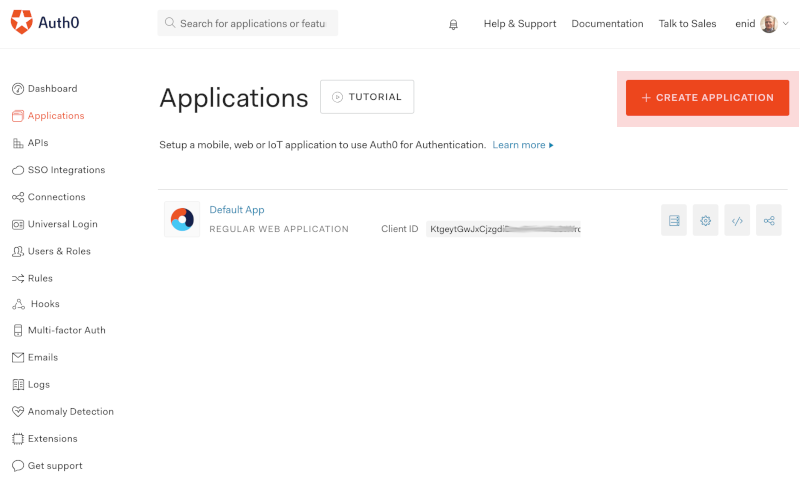 Auth0
Search for applications or featu
Help & Support
Documentation
Talk to Sales
enid
Dashboard
Applications
APIs
SSO Integrations
Connections
Universal Login
Users & Roles
Rules
Hooks
Multi-factor Auth
Emails
Logs
Anomaly Detection
Extensions
Get support
Applications
TUTORIAL
+ CREATE APPLICATION
Setup a mobile, web or IoT application to use Auth0 for Authentication. Learn more
Default App
REGULAR WEB APPLICATION
Client ID